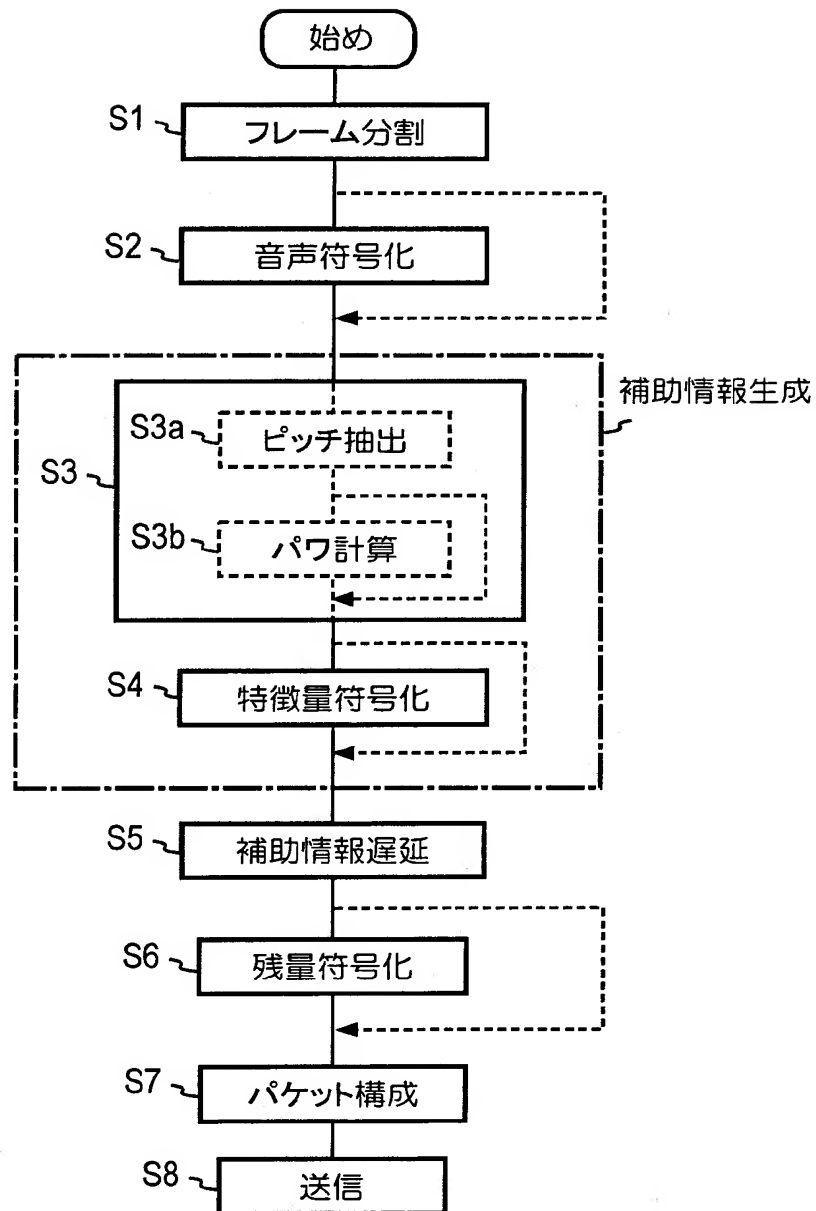 始め
S1
フレーム分割
S2
音声符号化
補助情報生成
S3a
ピッチ抽出
S3
S3b
パワ計算
S4
特徴量符号化
S5
補助情報遅延
S6
残量符号化
S7
パケット構成
S8
送信